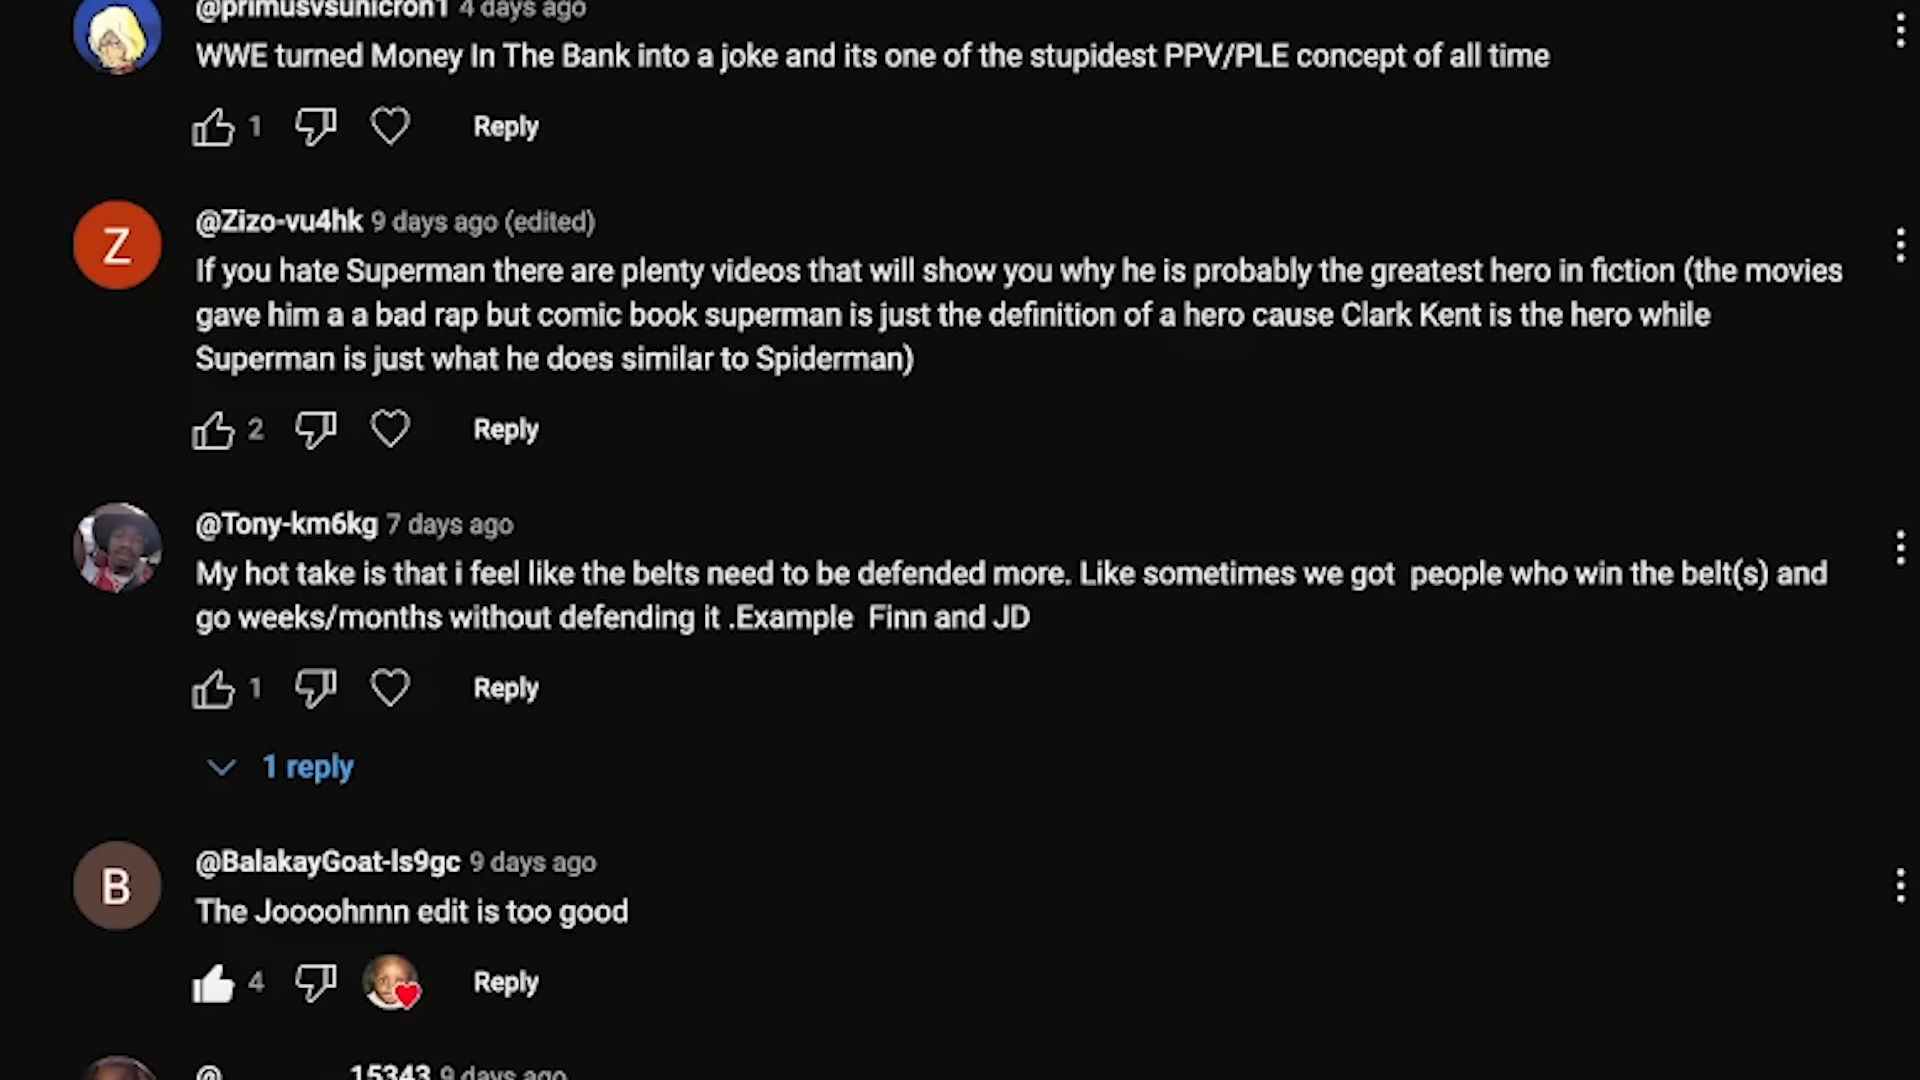 @primusvsunicron1 4 days ago
WWE turned Money In The Bank into a joke and its one of the stupidest PPV/PLE concept of all time
1 Reply
Z
@Zizo-vu4hk 9 days ago (edited)
If you hate Superman there are plenty videos that will show you why he is probably the greatest hero in fiction (the movies
gave him a a bad rap but comic book superman is just the definition of a hero cause Clark Kent is the hero while
Superman is just what he does similar to Spiderman)
2 Reply
@Tony-km6kg 7 days ago
My hot take is that i feel like the belts need to be defended more. Like sometimes we got people who win the belt(s) and
go weeks/months without defending it .Example Finn and JD
1 Reply
1 reply
B
@BalakayGoat-ls9gc 9 days ago
The Joooohnnn edit is too good
4 Reply
@ 15343 9 days ago